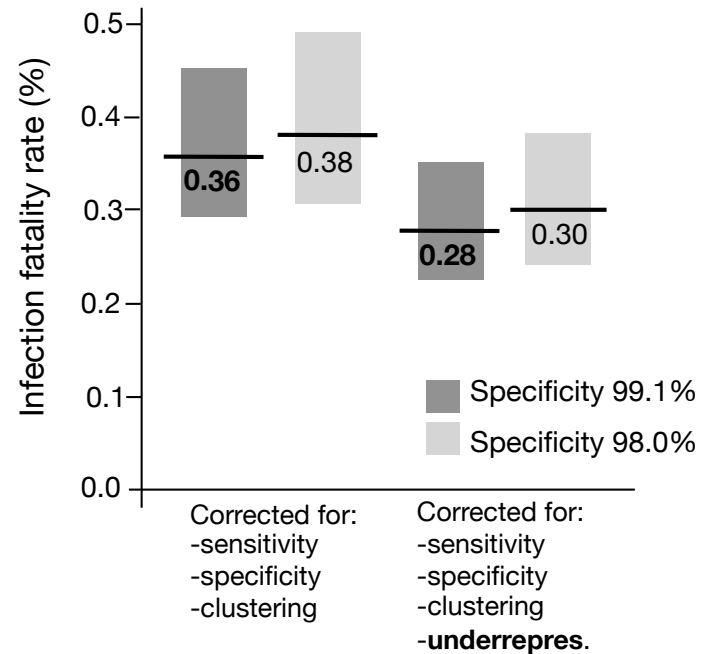 Infection fatality rate (%)
0.5
0.4
0.3
0.2
0.1
0.0
0.36
0.38
0.28
0.30
Specificity 99.1%
Specificity 98.0%
Corrected for:
-sensitivity
-specificity
-clustering
Corrected for:
-sensitivity
-specificity
-clustering
-underrepres.